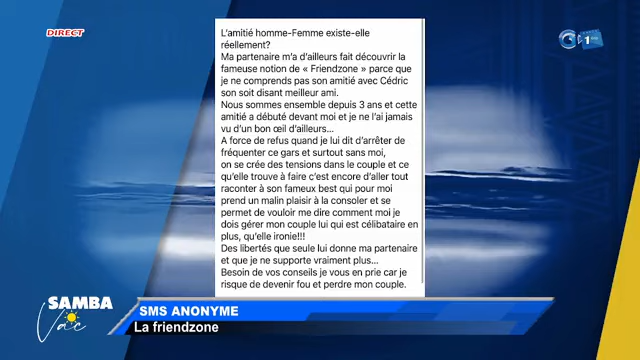 DIRECT
L'amitié homme-Femme existe-elle
réellement?
Ma partenaire m'a d'ailleurs fait découvrir la
fameuse notion de « Friendzone » parce que
je ne comprends pas son amitié avec Cédric
son soit disant meilleur ami.
Nous sommes ensemble depuis 3 ans et cette
amitié a débuté devant moi et je ne l'ai jamais
vu d'un bon œil d'ailleurs...
A force de refus quand je lui dit d'arrêter de
fréquenter ce gars et surtout sans moi,
on se crée des tensions dans le couple et ce
qu'elle trouve à faire c'est encore d'aller tout
raconter à son fameux best qui pour moi
prend un malin plaisir à la consoler et se
permet de vouloir me dire comment moi je
dois gérer mon couple lui qui est célibataire en
plus, qu'elle ironie!!!
Des libertés que seule lui donne ma partenaire
et que je ne supporte vraiment plus...
Besoin de vos conseils je vous en prie car je
risque de devenir fou et perdre mon couple.
SAMBA
Vac
SMS ANONYME
La friendzone